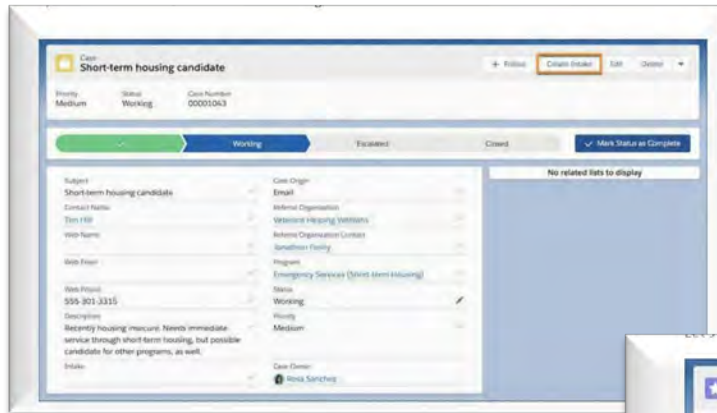 Case
Short-term housing candidate
+ Follow Create Intake Edit Delete
Priority Status Case Number
Medium Working 00001043
Working Escalated Closed Mark Status as Complete
Subject Case Origin
Short-term housing candidate Email
Contact Name Referral Organization
Tim Hill Veterans Helping Veterans
Web Name Referral Organization Contact
Jonathon
Web Email Program
Emergency Services (Short-term Housing)
Web Phone Status
555-301-3315 Working
Description Priority
Recently housing insecure. Needs immediate Medium
service through short-term housing, but possible
candidate for other programs, as well.
Intake Case Owner
Rosa Sanchez
No related lists to display